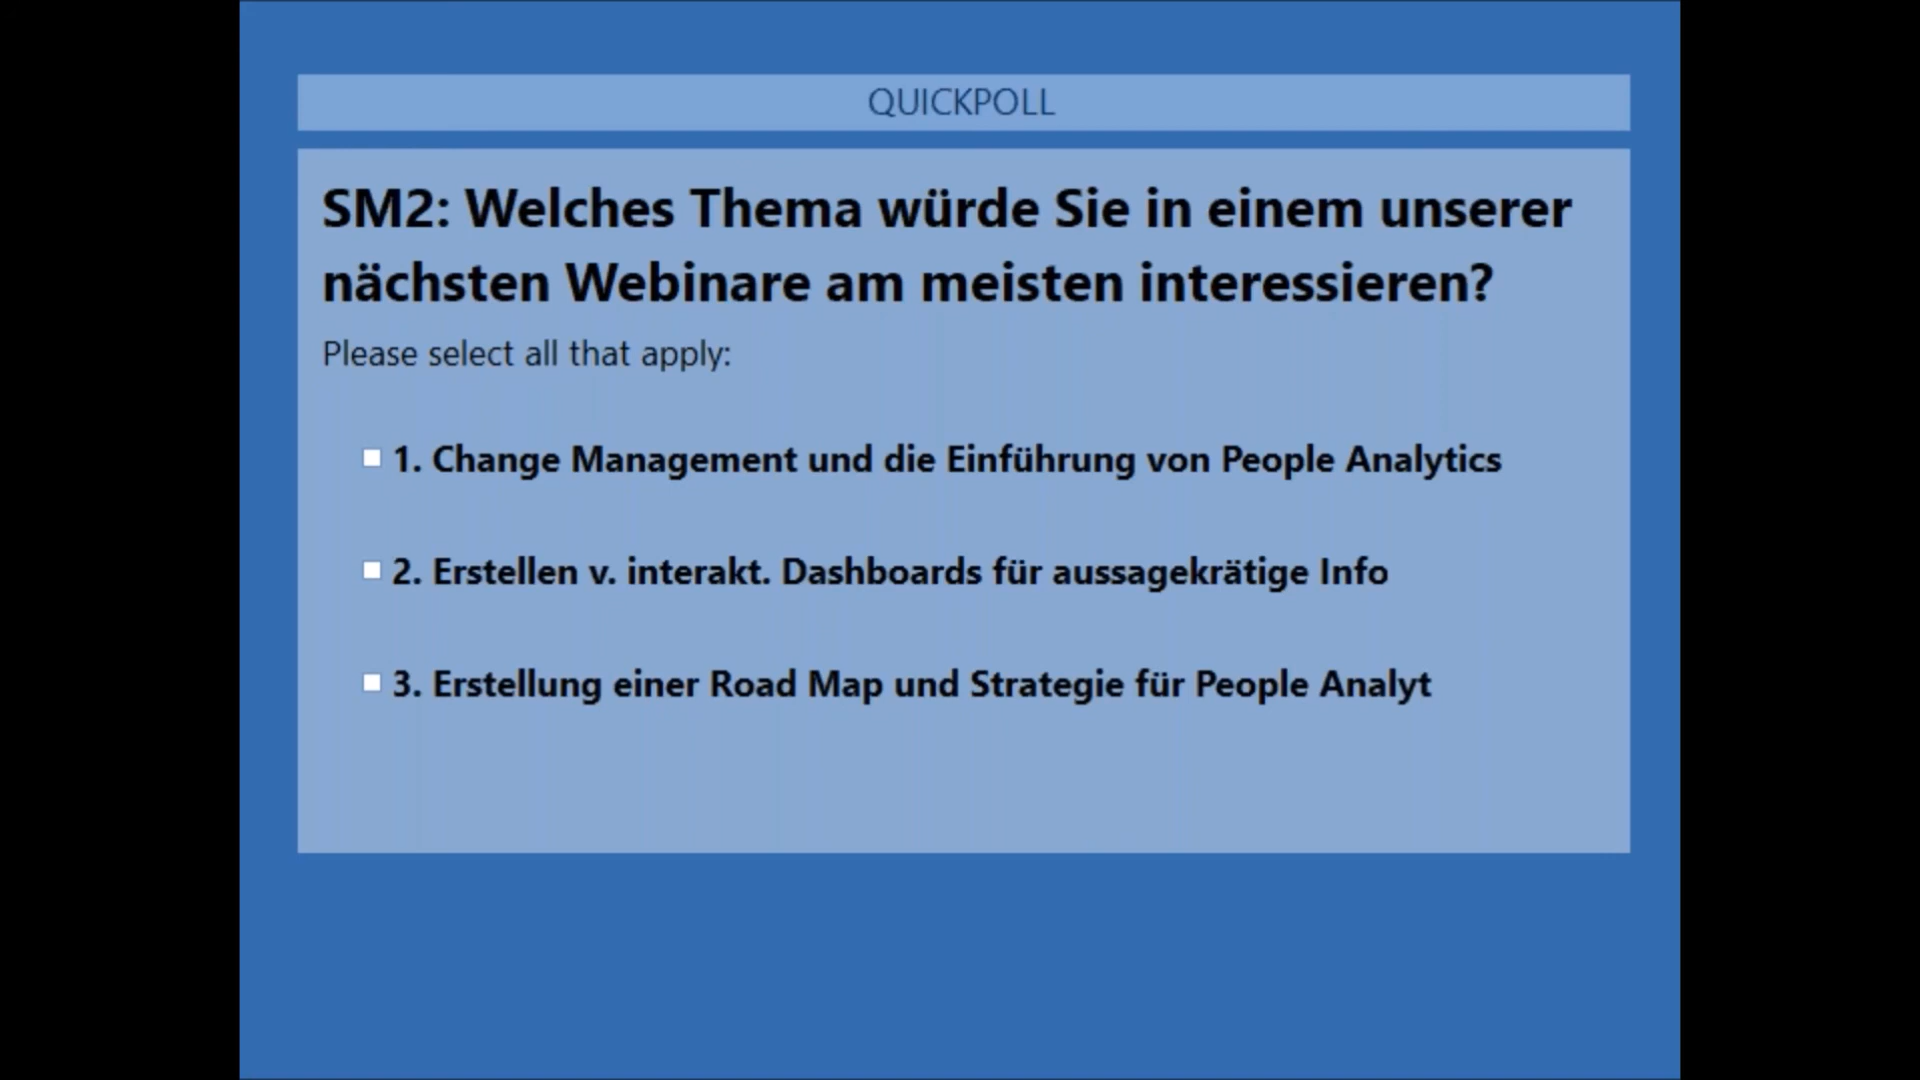 QUICKPOLL
SM2: Welches Thema würde Sie in einem unserer
nächsten Webinare am meisten interessieren?
Please select all that apply:
1. Change Management und die Einführung von People Analytics
2. Erstellen v. interakt. Dashboards für aussagekrätige Info
3. Erstellung einer Road Map und Strategie für People Analyt